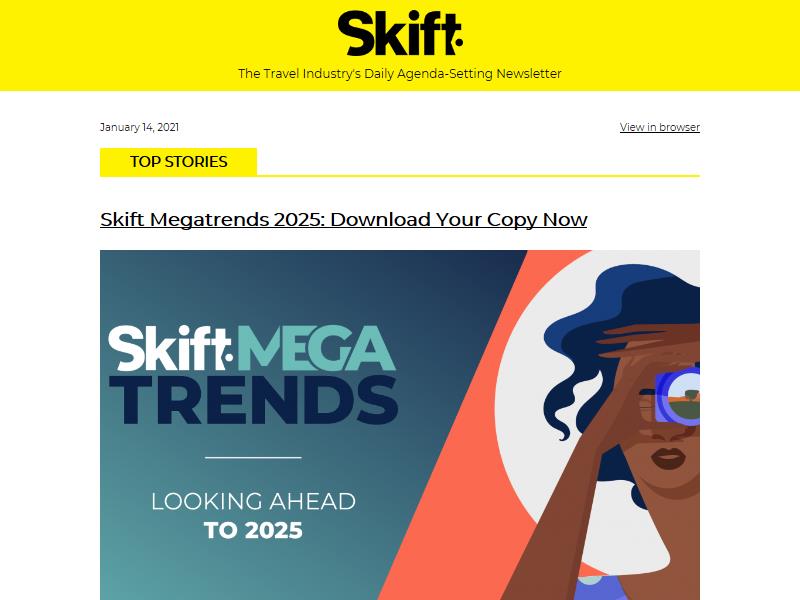 Skift
The Travel Industry's Daily Agenda-Setting Newsletter
January 14, 2021
View in browser
TOP STORIES
Skift Megatrends 2025: Download Your Copy Now
Skift MEGA
TRENDS
LOOKING AHEAD
TO 2025